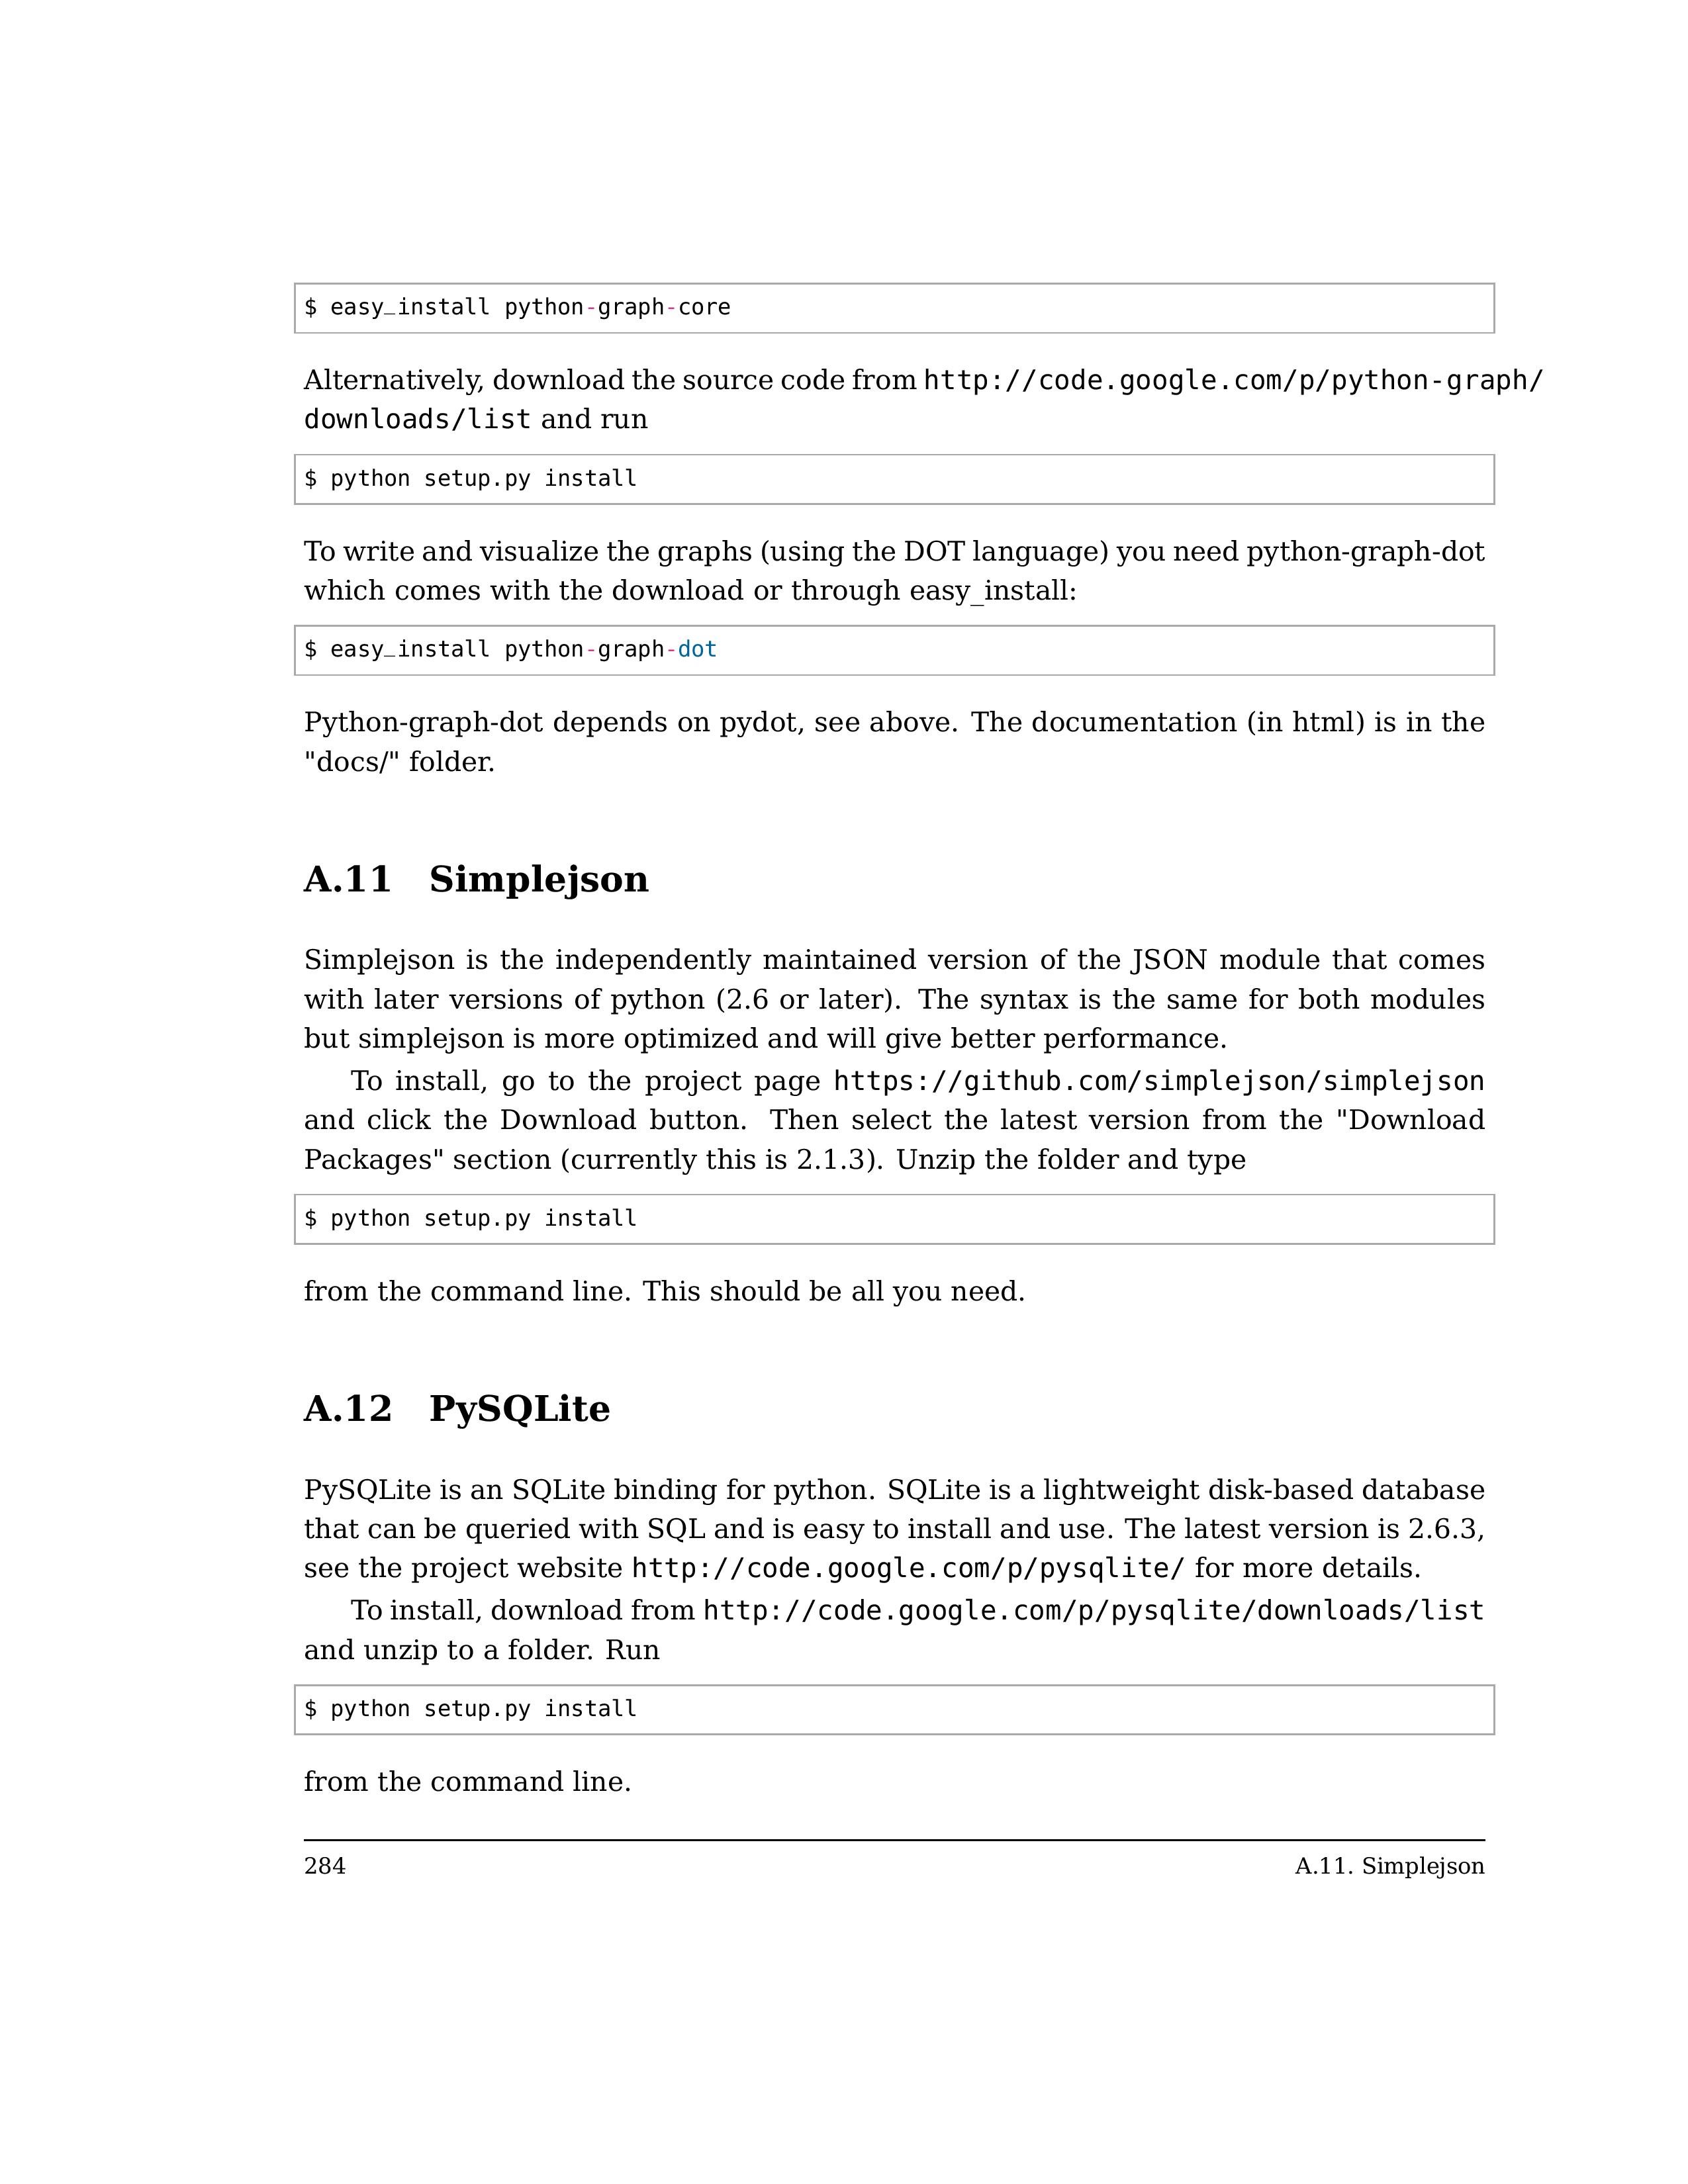 $ easy_install python-graph-core
Alternatively, download the source code from http://code.google.com/p/python-graph/
downloads/list and run
$ python setup.py install
To write and visualize the graphs (using the DOT language) you need python-graph-dot
which comes with the download or through easy_install:
$ easy_install python-graph-dot
Python-graph-dot depends on pydot, see above. The documentation (in html) is in the
"docs/" folder.
A.11 Simplejson
Simplejson is the independently maintained version of the JSON module that comes
with later versions of python (2.6 or later). The syntax is the same for both modules
but simplejson is more optimized and will give better performance.
To install, go to the project page https://github.com/simplejson/simplejson
and click the Download button. Then select the latest version from the "Download
Packages" section (currently this is 2.1.3). Unzip the folder and type
$ python setup.py install
from the command line. This should be all you need.
A.12 PySQLite
PySQLite is an SQLite binding for python. SQLite is a lightweight disk-based database
that can be queried with SQL and is easy to install and use. The latest version is 2.6.3,
see the project website http://code.google.com/p/pysqlite/ for more details.
To install, download from http://code.google.com/p/pysqlite/downloads/list
and unzip to a folder. Run
$ python setup.py install
from the command line.
284 A.11. Simplejson